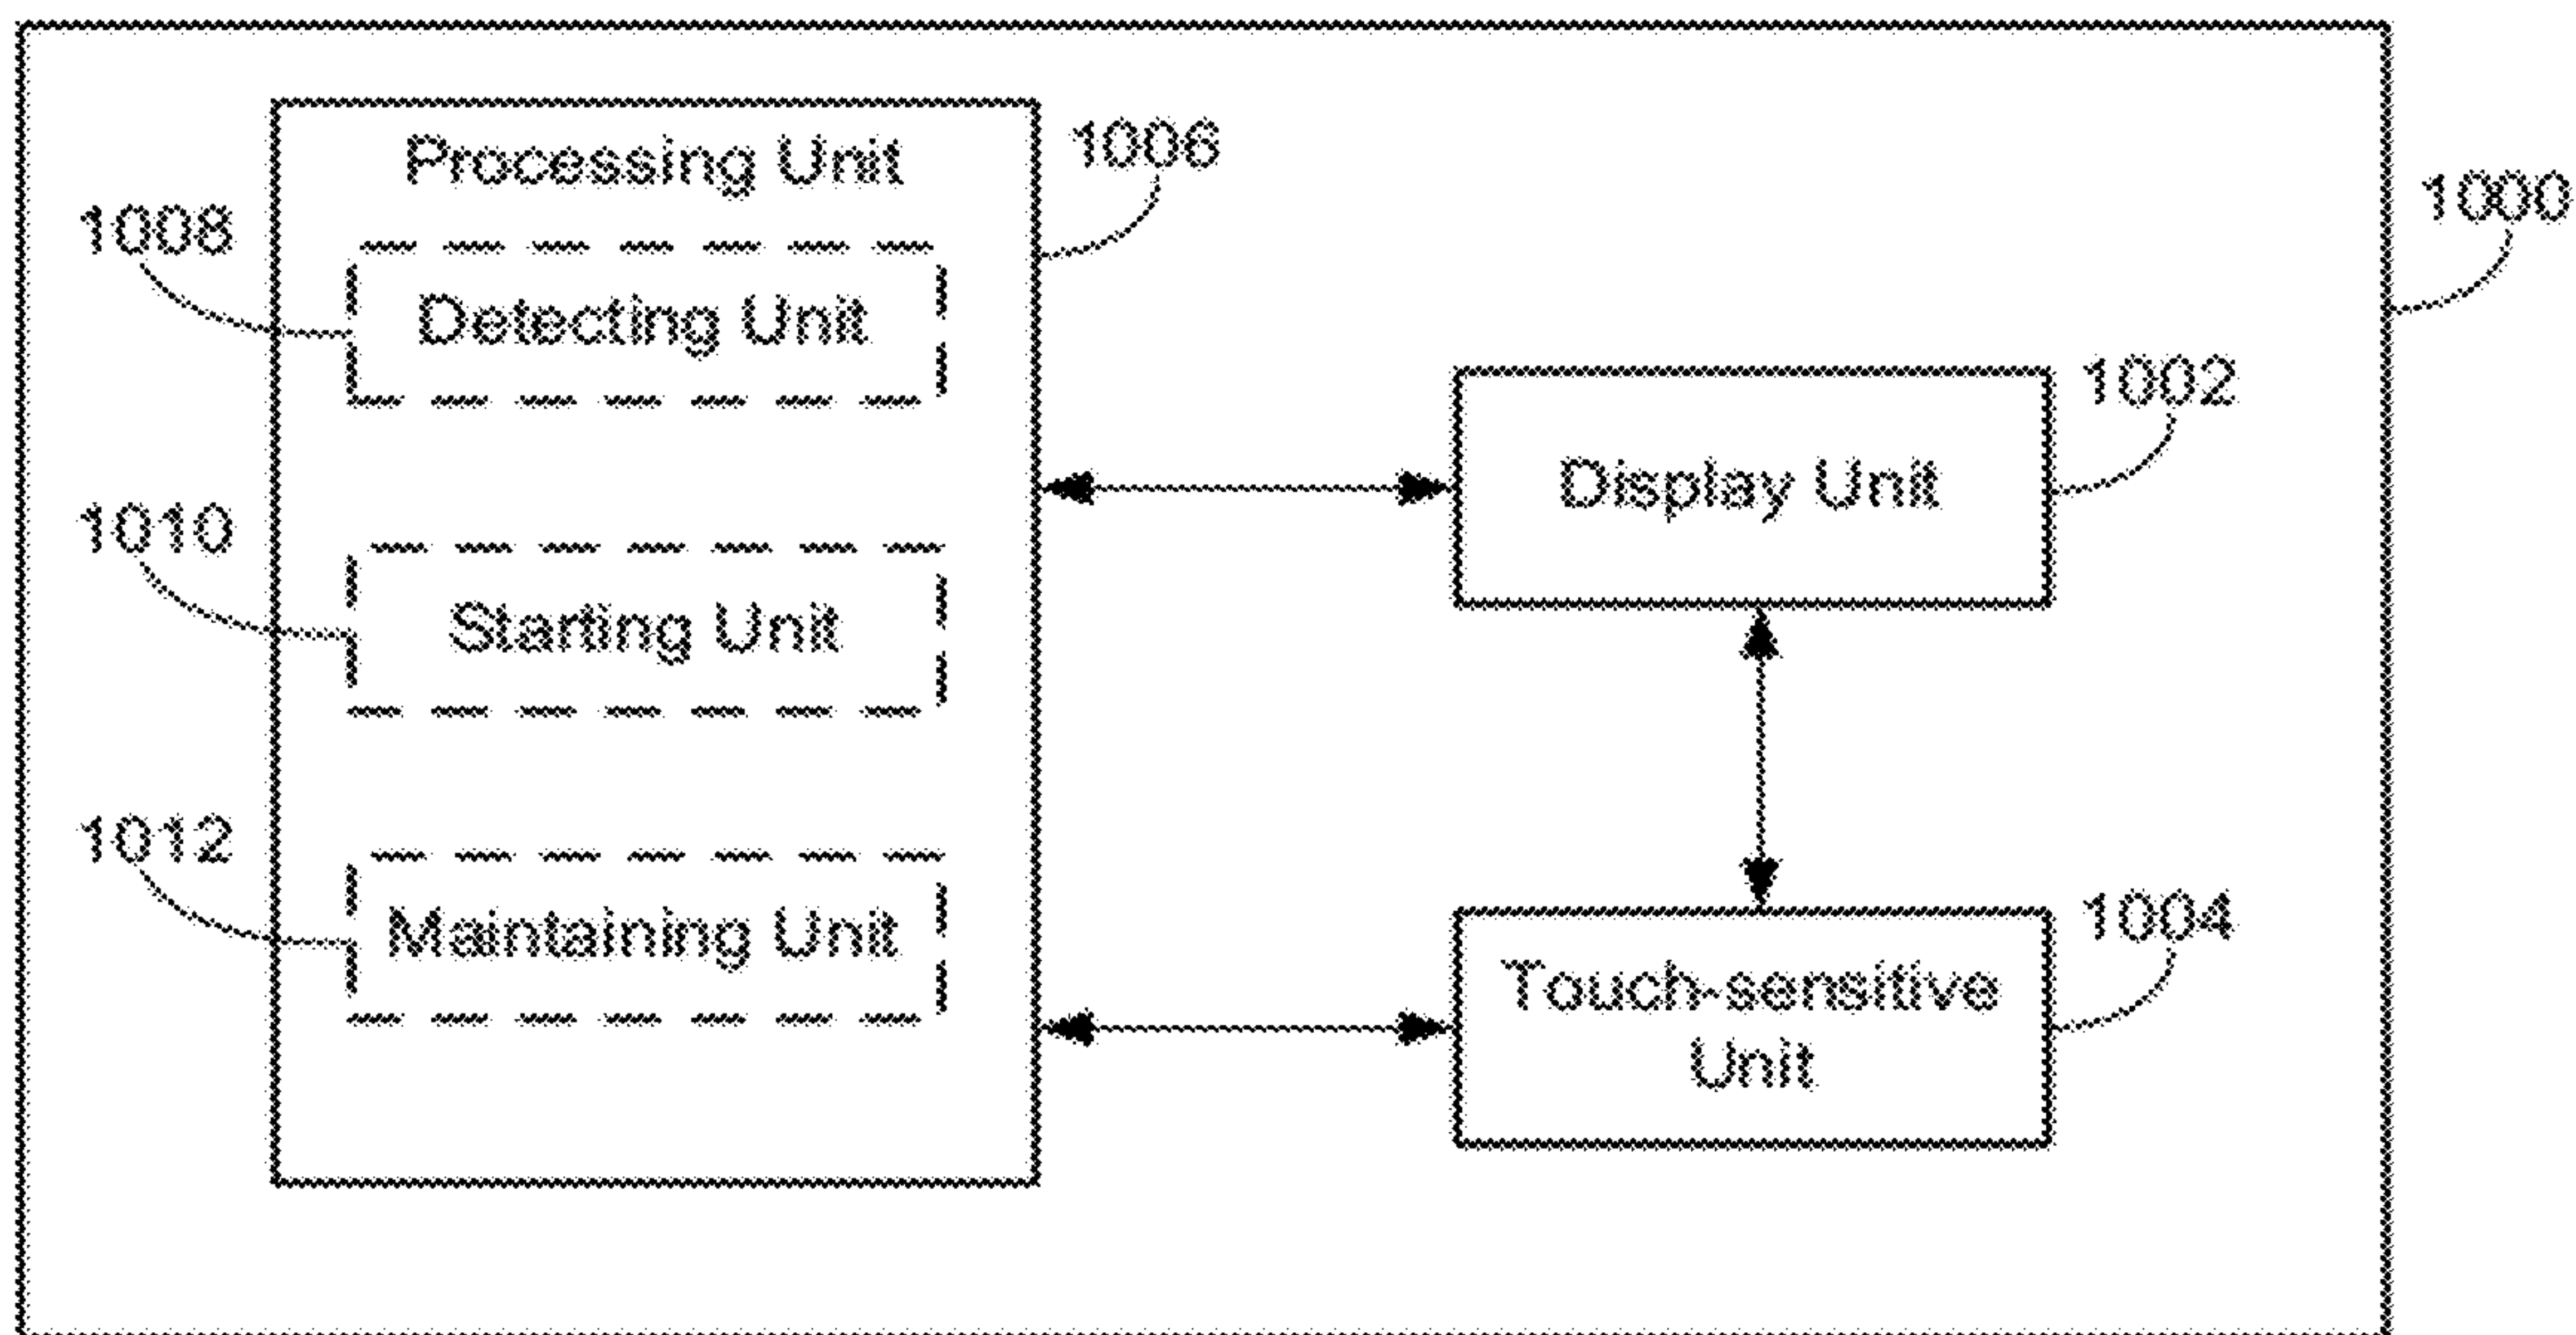 Processing Unit
1006
1000
1008
Detecting Unit
1002
Display Unit
1010
Starting Unit
1012
Maintaining Unit
1004
Touch-sensitive
Unit